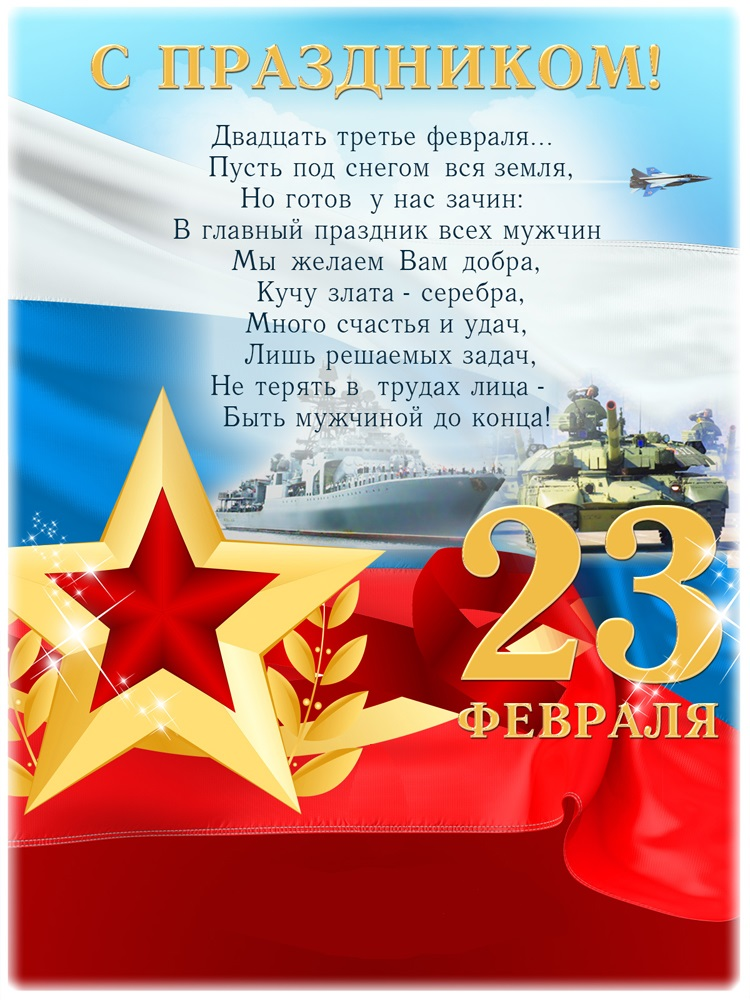 С ПРАЗДНИКОМ!
Двадцать третье февраля...
Пусть под снегом вся земля,
Но готов у нас зачин:
В главный праздник всех мужчин
Мы желаем Вам добра,
Кучу злата - серебра,
Много счастья и удач,
Лишь решаемых задач,
Не терять в трудах лица -
Быть мужчиной до конца!
23
ФЕВРАЛЯ